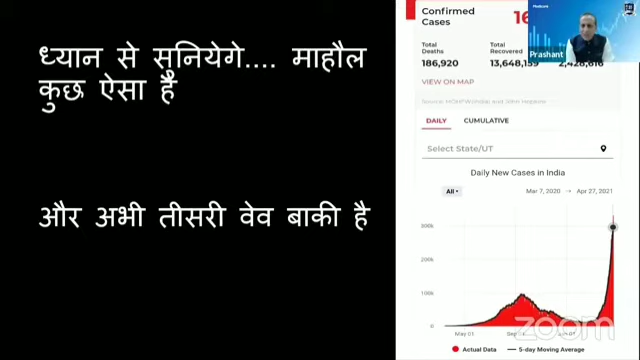 ध्यान से सुनियेगे.... माहौल
कुछ ऐसा है
और अभी तीसरी वेव बाकी है
Confirmed
Cases
16
Total
Deaths
186,920
Total
Recovered
13,648,159
VIEW ON MAP
DAILY
CUMULATIVE
Select State/UT
Daily New Cases in India
All
Mar 7, 2020 → Apr 27, 2021
300k
200k
100k
0
May 01
Actual Data
5-day Moving Average
Prashant
zoom